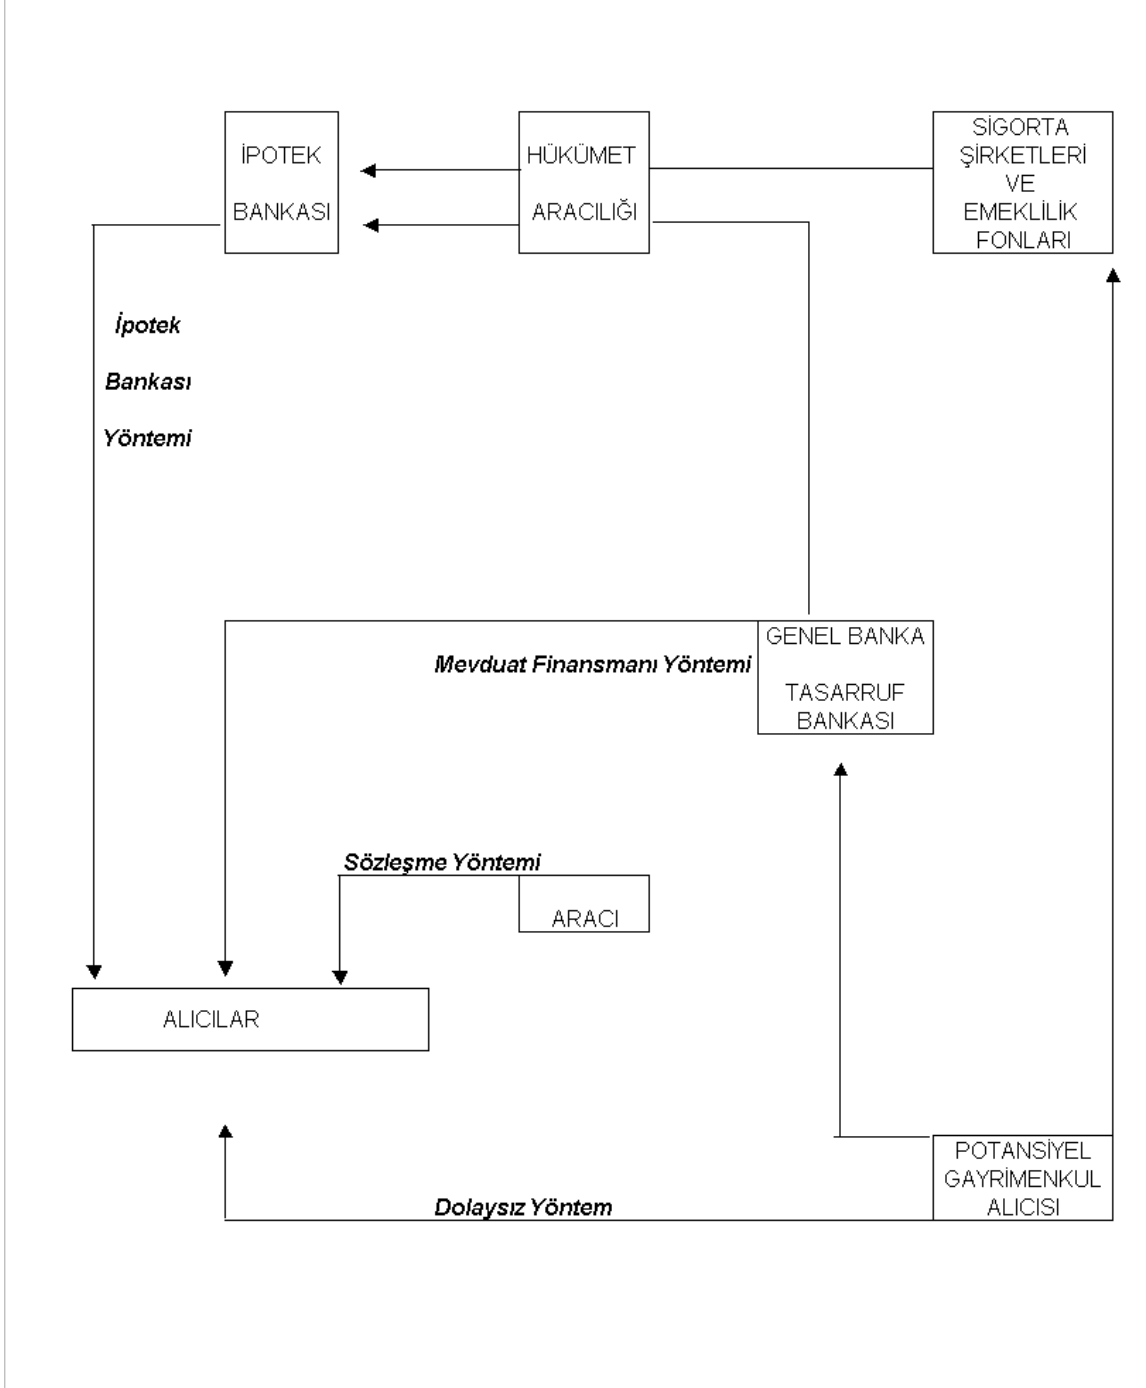 İPOTEK
BANKASI
HÜKÜMET
ARACILIĞI
SİGORTA
ŞİRKETLERİ
VE
EMEKLİLİK
FONLARI
İpotek
Bankası
Yöntemi
GENEL BANKA
TASARRUF
BANKASI
Mevduat Finansmanı Yöntemi
Sözleşme Yöntemi
ARACI
ALICILAR
POTANSİYEL
GAYRİMENKUL
ALICISI
Dolaysız Yöntem